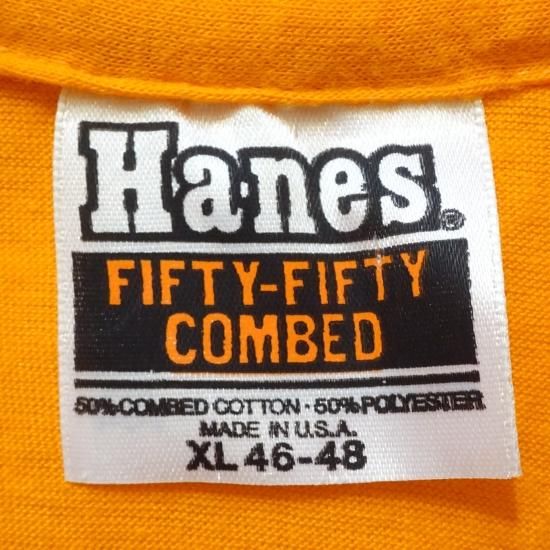 Hanes®
FIFTY-FIFTY
COMBED
50% COMBED COTTON · 50% POLYESTER
MADE IN U.S.A.
XL 46-48